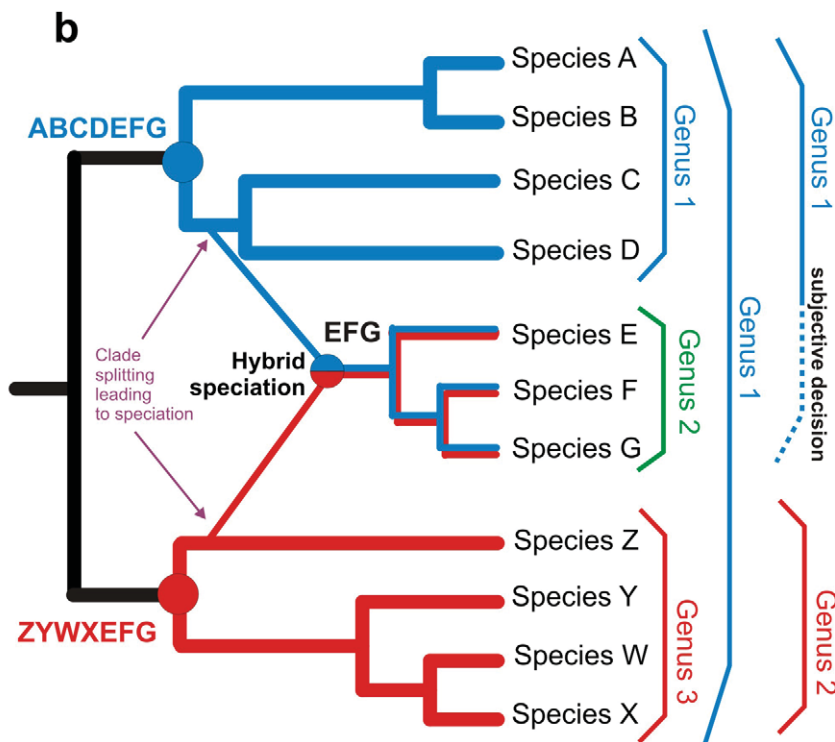 b
Species A
ABCDEFG
Species B
Species C
Species D
Genus 1
Genus 1
Genus 1
subjective decision
EFG
Species E
Clade
splitting
leading
to speciation
Hybrid
speciation
Species F
Species G
Genus 2
Species Z
Species Y
ZYWXEFG
Species W
Species X
Genus 3
Genus 2